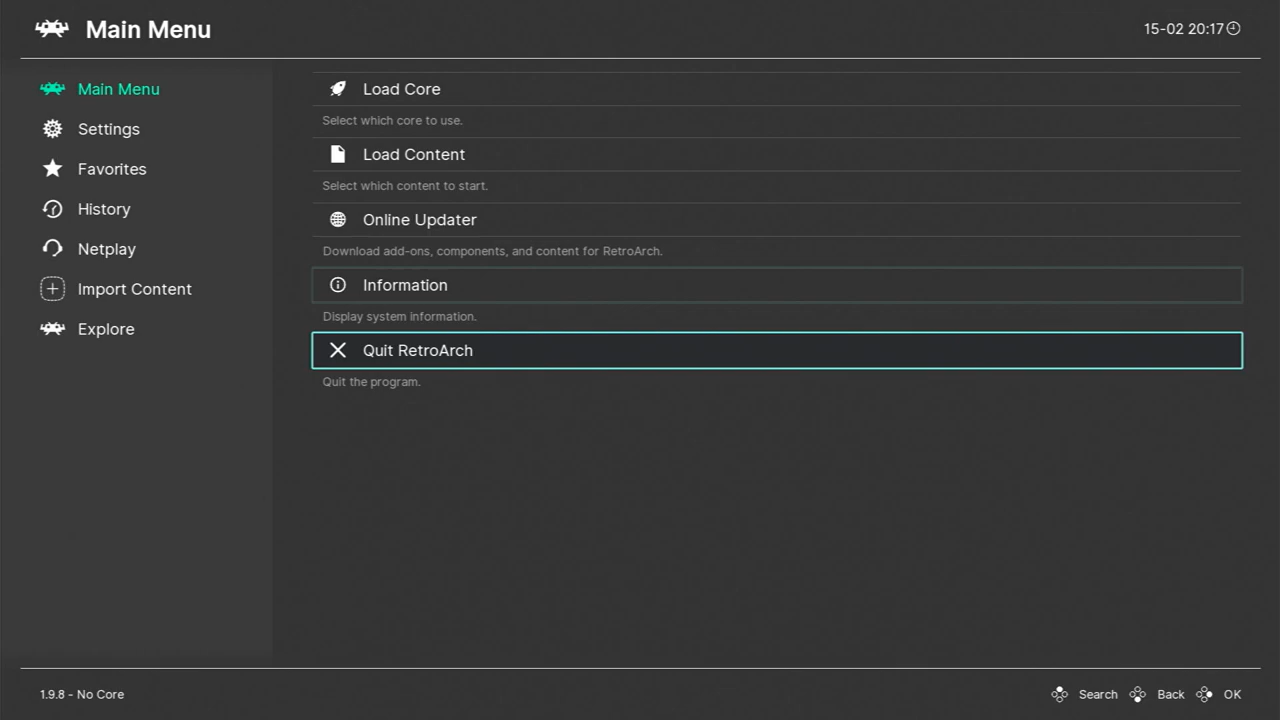 Main Menu
15-02 20:17
Main Menu
Settings
Favorites
History
Netplay
Import Content
Explore
Load Core
Select which core to use.
Load Content
Select which content to start.
Online Updater
Download add-ons, components, and content for RetroArch.
Information
Display system information.
Quit RetroArch
Quit the program.
1.9.8 - No Core
Search Back OK